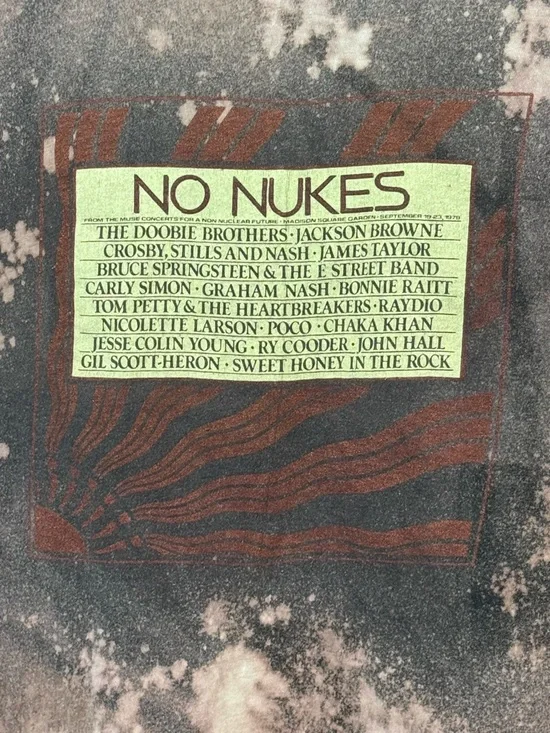 NO NUKES
FROM THE MUSE CONCERTS FOR A NON NUCLEAR FUTURE · MADISON SQUARE GARDEN · SEPTEMBER 19-23, 1979
THE DOOBIE BROTHERS · JACKSON BROWNE
CROSBY, STILLS AND NASH · JAMES TAYLOR
BRUCE SPRINGSTEEN & THE E STREET BAND
CARLY SIMON · GRAHAM NASH · BONNIE RAITT
TOM PETTY & THE HEARTBREAKERS · RAYDIO
NICOLETTE LARSON · POCO · CHAKA KHAN
JESSE COLIN YOUNG · RY COODER · JOHN HALL
GIL SCOTT-HERON · SWEET HONEY IN THE ROCK